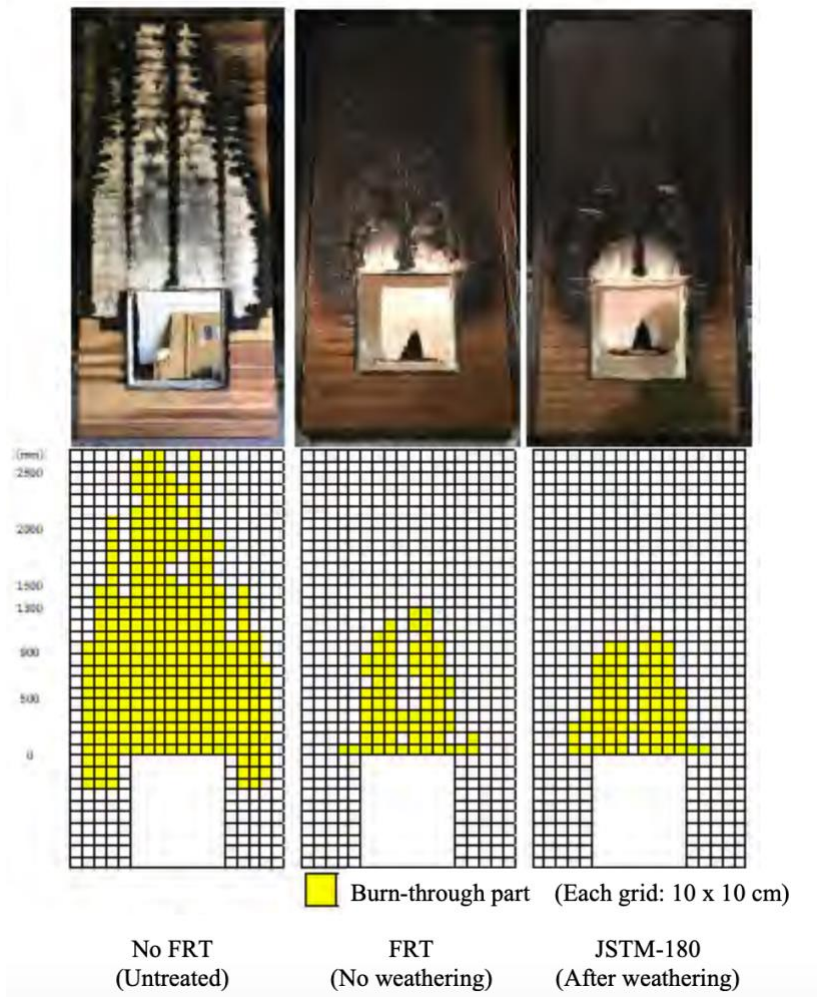 (mm)
2500
2000
1500
1300
900
500
0
Burn-through part (Each grid: 10 x 10 cm)
No FRT
(Untreated)
FRT
(No weathering)
JSTM-180
(After weathering)